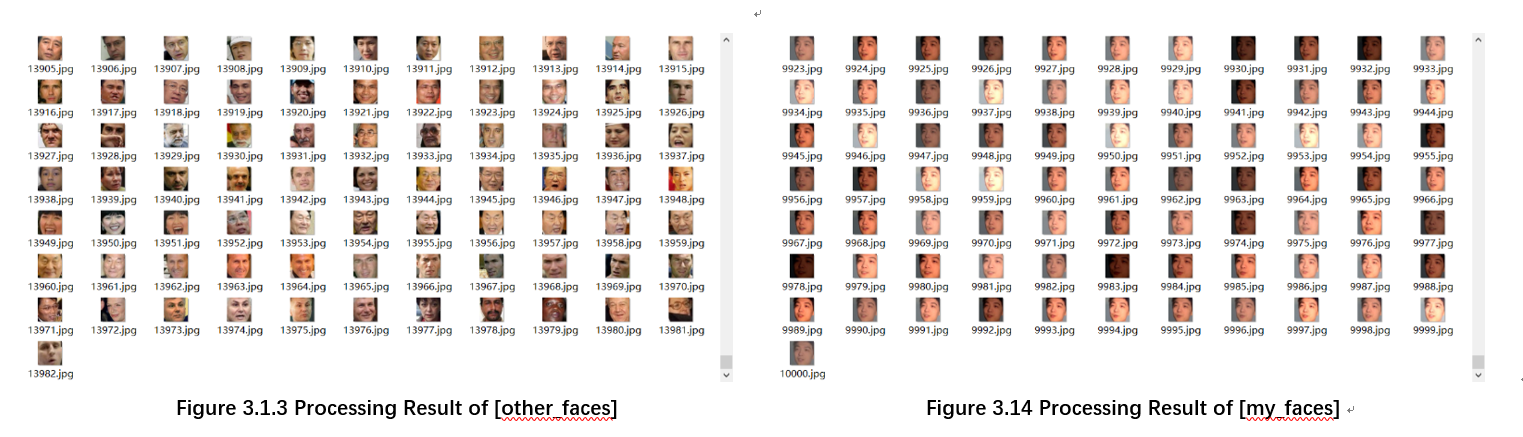 13905.jpg 13906.jpg 13907.jpg 13908.jpg 13909.jpg 13910.jpg 13911.jpg 13912.jpg 13913.jpg 13914.jpg 13915.jpg
13916.jpg 13917.jpg 13918.jpg 13919.jpg 13920.jpg 13921.jpg 13922.jpg 13923.jpg 13924.jpg 13925.jpg 13926.jpg
13927.jpg 13928.jpg 13929.jpg 13930.jpg 13931.jpg 13932.jpg 13933.jpg 13934.jpg 13935.jpg 13936.jpg 13937.jpg
13938.jpg 13939.jpg 13940.jpg 13941.jpg 13942.jpg 13943.jpg 13944.jpg 13945.jpg 13946.jpg 13947.jpg 13948.jpg
13949.jpg 13950.jpg 13951.jpg 13952.jpg 13953.jpg 13954.jpg 13955.jpg 13956.jpg 13957.jpg 13958.jpg 13959.jpg
13960.jpg 13961.jpg 13962.jpg 13963.jpg 13964.jpg 13965.jpg 13966.jpg 13967.jpg 13968.jpg 13969.jpg 13970.jpg
13971.jpg 13972.jpg 13973.jpg 13974.jpg 13975.jpg 13976.jpg 13977.jpg 13978.jpg 13979.jpg 13980.jpg 13981.jpg
13982.jpg
Figure 3.1.3 Processing Result of [other_faces]
9923.jpg 9924.jpg 9925.jpg 9926.jpg 9927.jpg 9928.jpg 9929.jpg 9930.jpg 9931.jpg 9932.jpg 9933.jpg
9934.jpg 9935.jpg 9936.jpg 9937.jpg 9938.jpg 9939.jpg 9940.jpg 9941.jpg 9942.jpg 9943.jpg 9944.jpg
9945.jpg 9946.jpg 9947.jpg 9948.jpg 9949.jpg 9950.jpg 9951.jpg 9952.jpg 9953.jpg 9954.jpg 9955.jpg
9956.jpg 9957.jpg 9958.jpg 9959.jpg 9960.jpg 9961.jpg 9962.jpg 9963.jpg 9964.jpg 9965.jpg 9966.jpg
9967.jpg 9968.jpg 9969.jpg 9970.jpg 9971.jpg 9972.jpg 9973.jpg 9974.jpg 9975.jpg 9976.jpg 9977.jpg
9978.jpg 9979.jpg 9980.jpg 9981.jpg 9982.jpg 9983.jpg 9984.jpg 9985.jpg 9986.jpg 9987.jpg 9988.jpg
9989.jpg 9990.jpg 9991.jpg 9992.jpg 9993.jpg 9994.jpg 9995.jpg 9996.jpg 9997.jpg 9998.jpg 9999.jpg
10000.jpg
Figure 3.14 Processing Result of [my_faces]